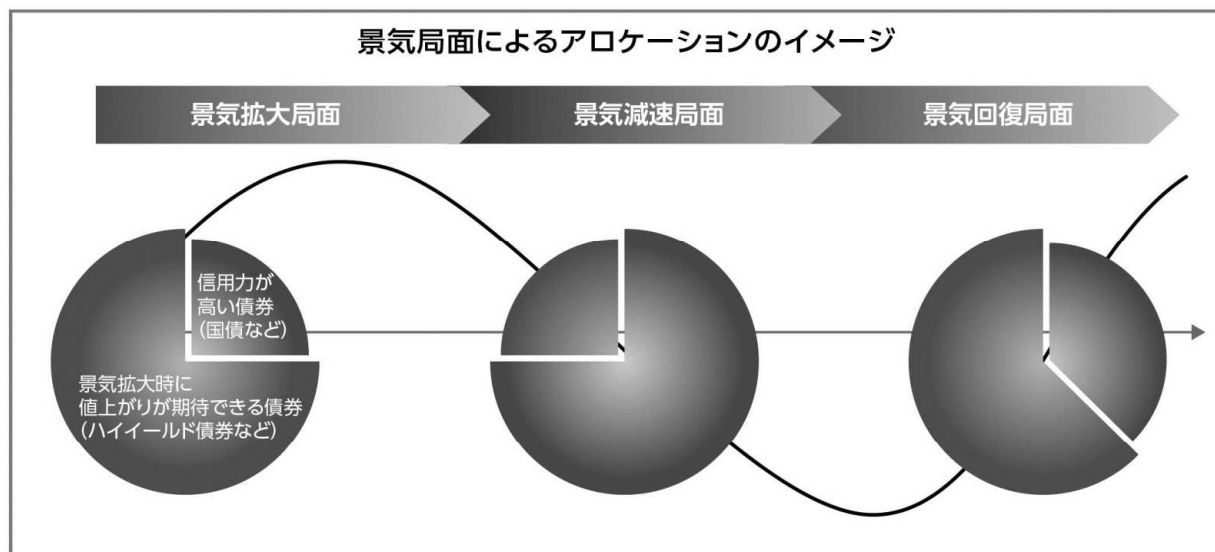 景気局面によるアロケーションのイメージ
景気拡大局面
景気減速局面
景気回復局面
信用力が
高い債券
(国債など)
景気拡大時に
値上がりが期待できる債券
(ハイイールド債券など)